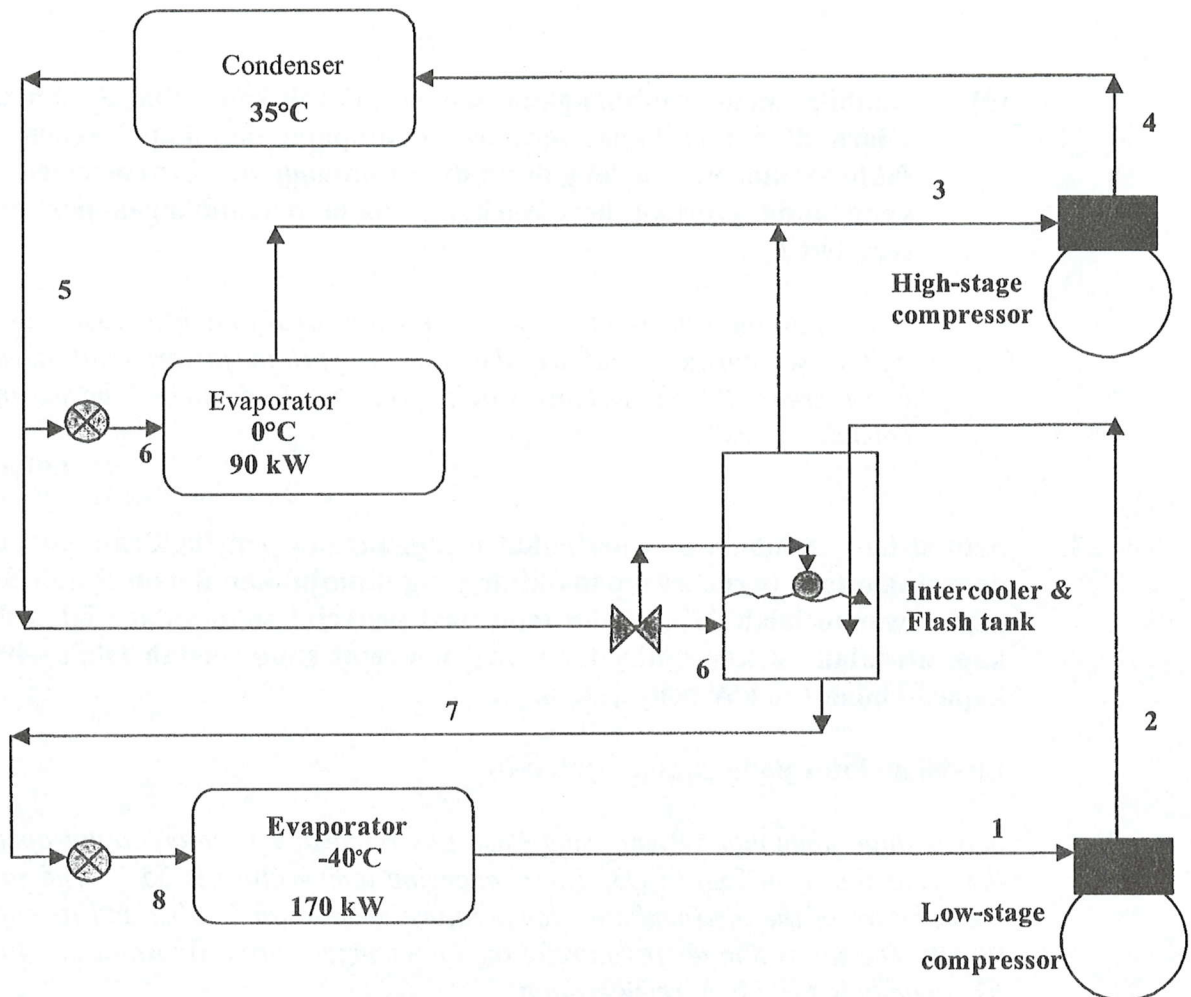 Condenser
35°C
4
3
5
High-stage
compressor
Evaporator
0°C
90 kW
6
Intercooler &
Flash tank
6
7
2
Evaporator
-40°C
170 kW
1
8
Low-stage
compressor